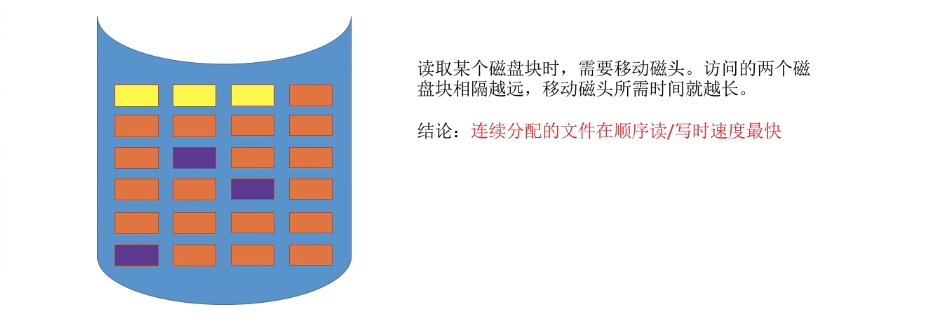 读取某个磁盘块时，需要移动磁头。访问的两个磁
盘块相隔越远，移动磁头所需时间就越长。
结论：连续分配的文件在顺序读/写时速度最快